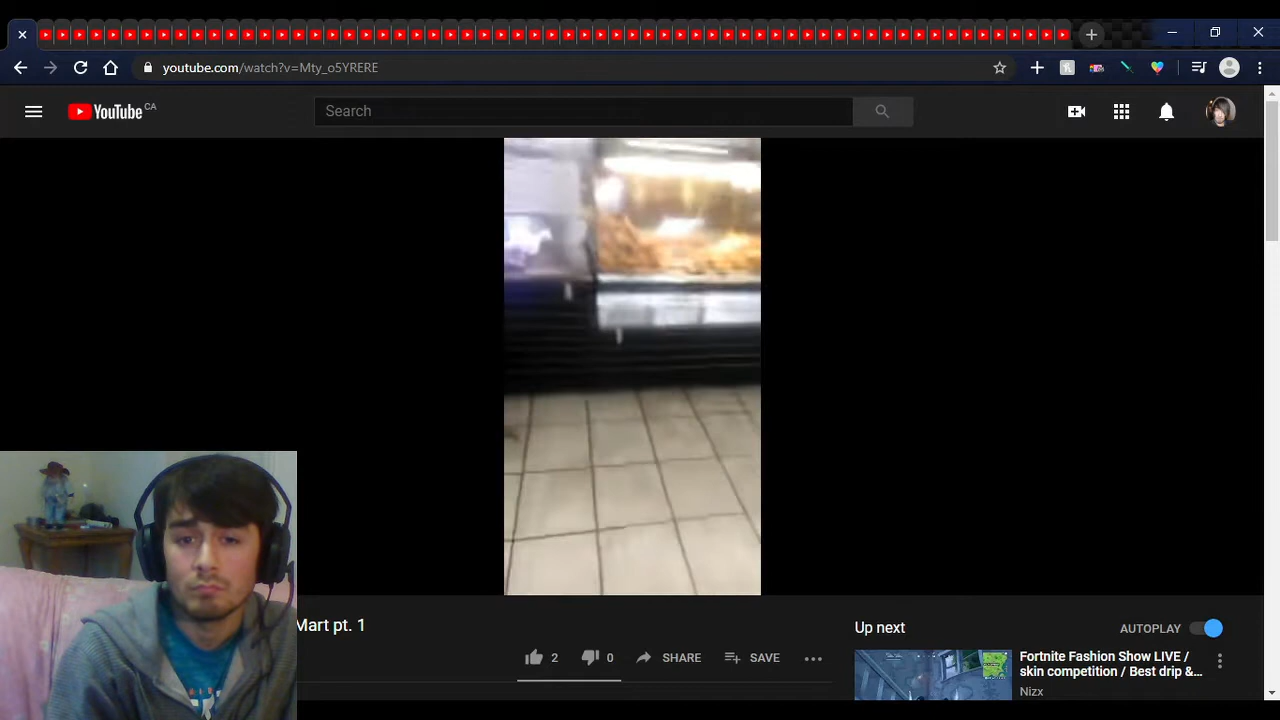 youtube.com/watch?v=Mty_o5YRERE
YouTube CA
Search
Mart pt. 1
2
0
SHARE
SAVE
Up next
AUTOPLAY
Fortnite Fashion Show LIVE /
skin competition / Best drip &...
Nizx